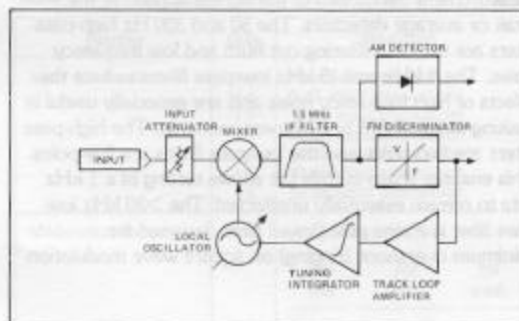 AM DETECTOR
1.5 MHz
IF FILTER
INPUT
ATTENUATOR
MIXER
FM DISCRIMINATOR
INPUT
V
F
LOCAL
OSCILLATOR
TUNING
INTEGRATOR
TRACK LOOP
AMPLIFIER